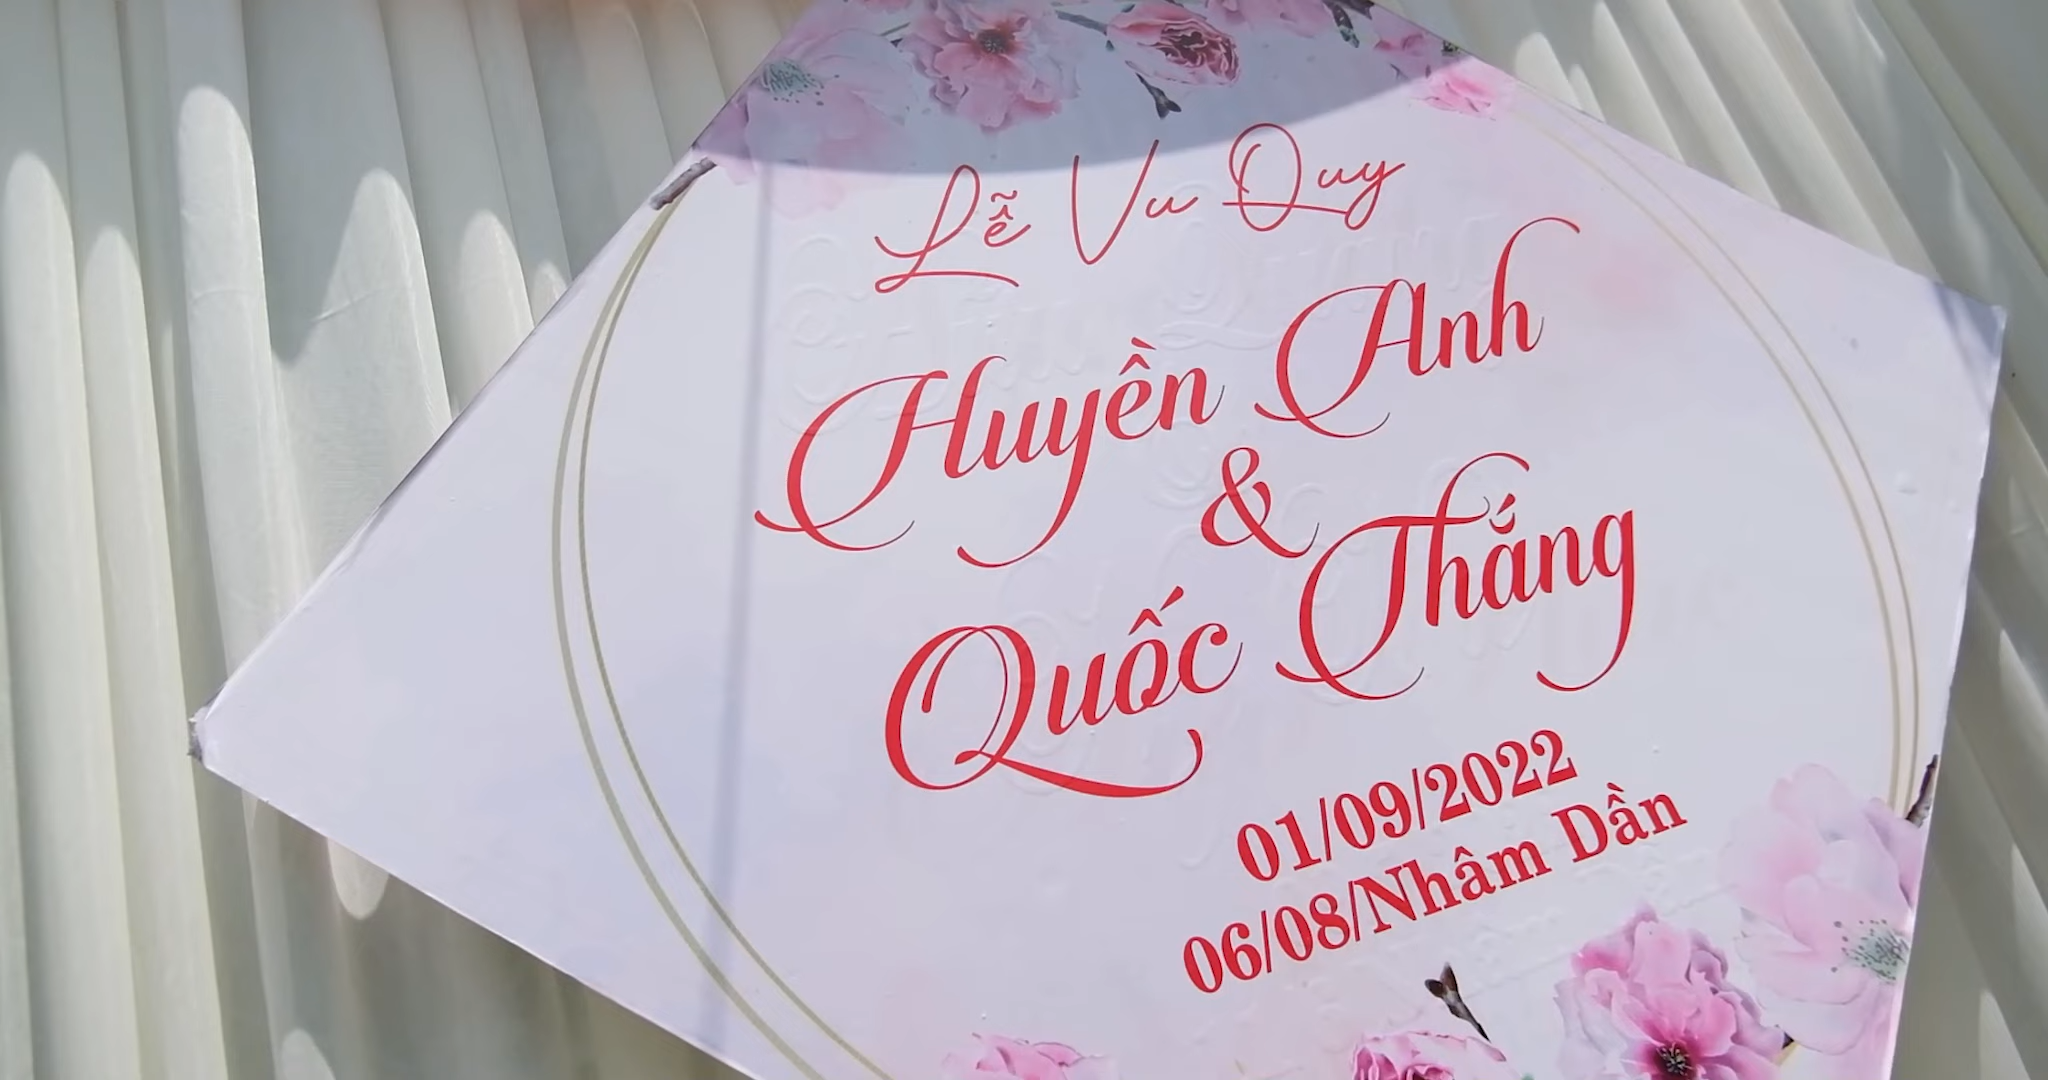 Lễ Vu Quy
Huyền Anh
&
Quốc Thắng
01/09/2022
06/08/Nhâm Dần